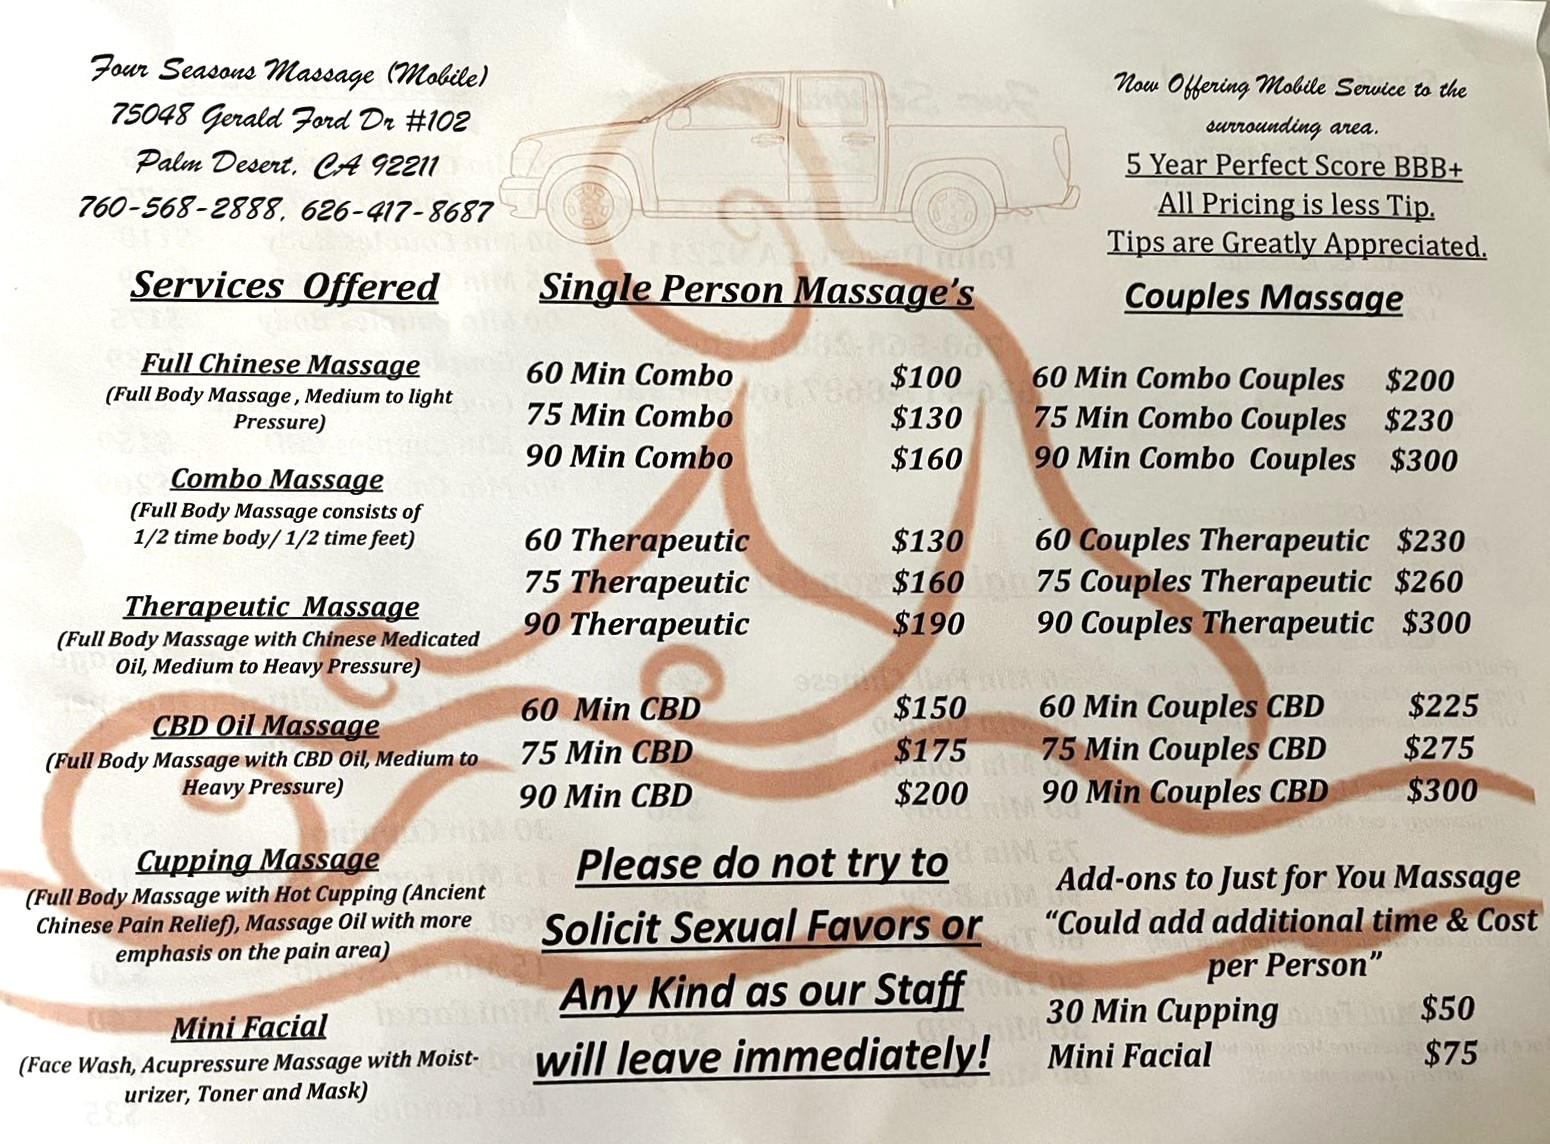 Four Seasons Massage (Mobile)
75048 Gerald Ford Dr #102
Palm Desert, CA 92211
760-568-2888, 626-417-8687
Now Offering Mobile Service to the
surrounding area.
5 Year Perfect Score BBB+
All Pricing is less Tip.
Tips are Greatly Appreciated.
Services Offered
Full Chinese Massage
(Full Body Massage , Medium to light
Pressure)
Combo Massage
(Full Body Massage consists of
1/2 time body/ 1/2 time feet)
Therapeutic Massage
(Full Body Massage with Chinese Medicated
Oil, Medium to Heavy Pressure)
CBD Oil Massage
(Full Body Massage with CBD Oil, Medium to
Heavy Pressure)
Cupping Massage
(Full Body Massage with Hot Cupping (Ancient
Chinese Pain Relief), Massage Oil with more
emphasis on the pain area)
Mini Facial
(Face Wash, Acupressure Massage with Moist-
urizer, Toner and Mask)
Single Person Massage's
60 Min Combo $100
75 Min Combo $130
90 Min Combo $160
60 Therapeutic $130
75 Therapeutic $160
90 Therapeutic $190
60 Min CBD $150
75 Min CBD $175
90 Min CBD $200
Please do not try to
Solicit Sexual Favors or
Any Kind as our Staff
will leave immediately!
Couples Massage
60 Min Combo Couples $200
75 Min Combo Couples $230
90 Min Combo Couples $300
60 Couples Therapeutic $230
75 Couples Therapeutic $260
90 Couples Therapeutic $300
60 Min Couples CBD $225
75 Min Couples CBD $275
90 Min Couples CBD $300
Add-ons to Just for You Massage
"Could add additional time & Cost
per Person"
30 Min Cupping $50
Mini Facial $75